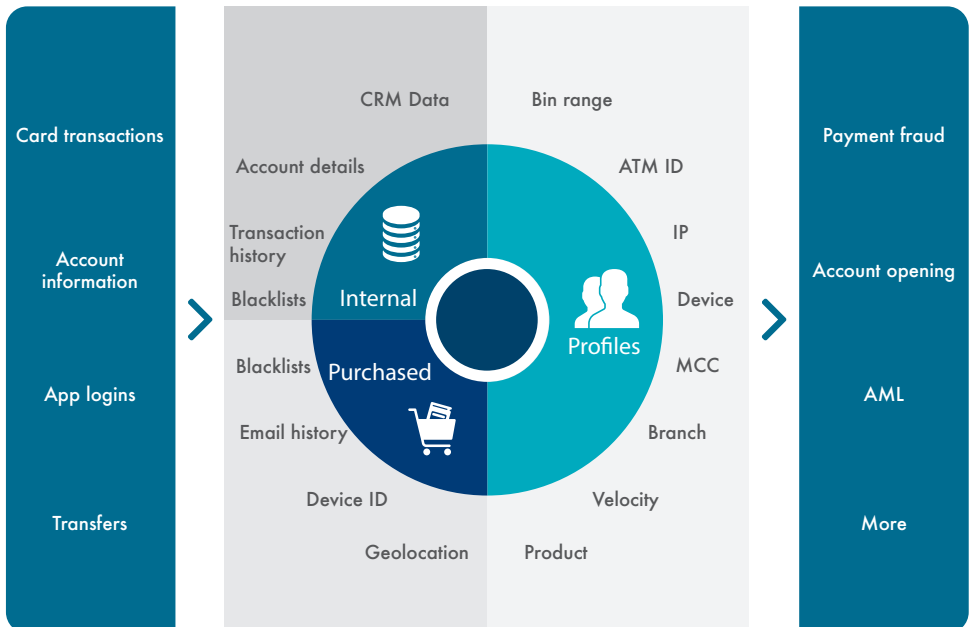 Card transactions
Account
information
App logins
Transfers
CRM Data
Account details
Transaction
history
Blacklists
Internal
Blacklists
Purchased
Email history
Device ID
Geolocation
Bin range
ATM ID
IP
Device
Profiles
MCC
Branch
Velocity
Product
Payment fraud
Account opening
AML
More